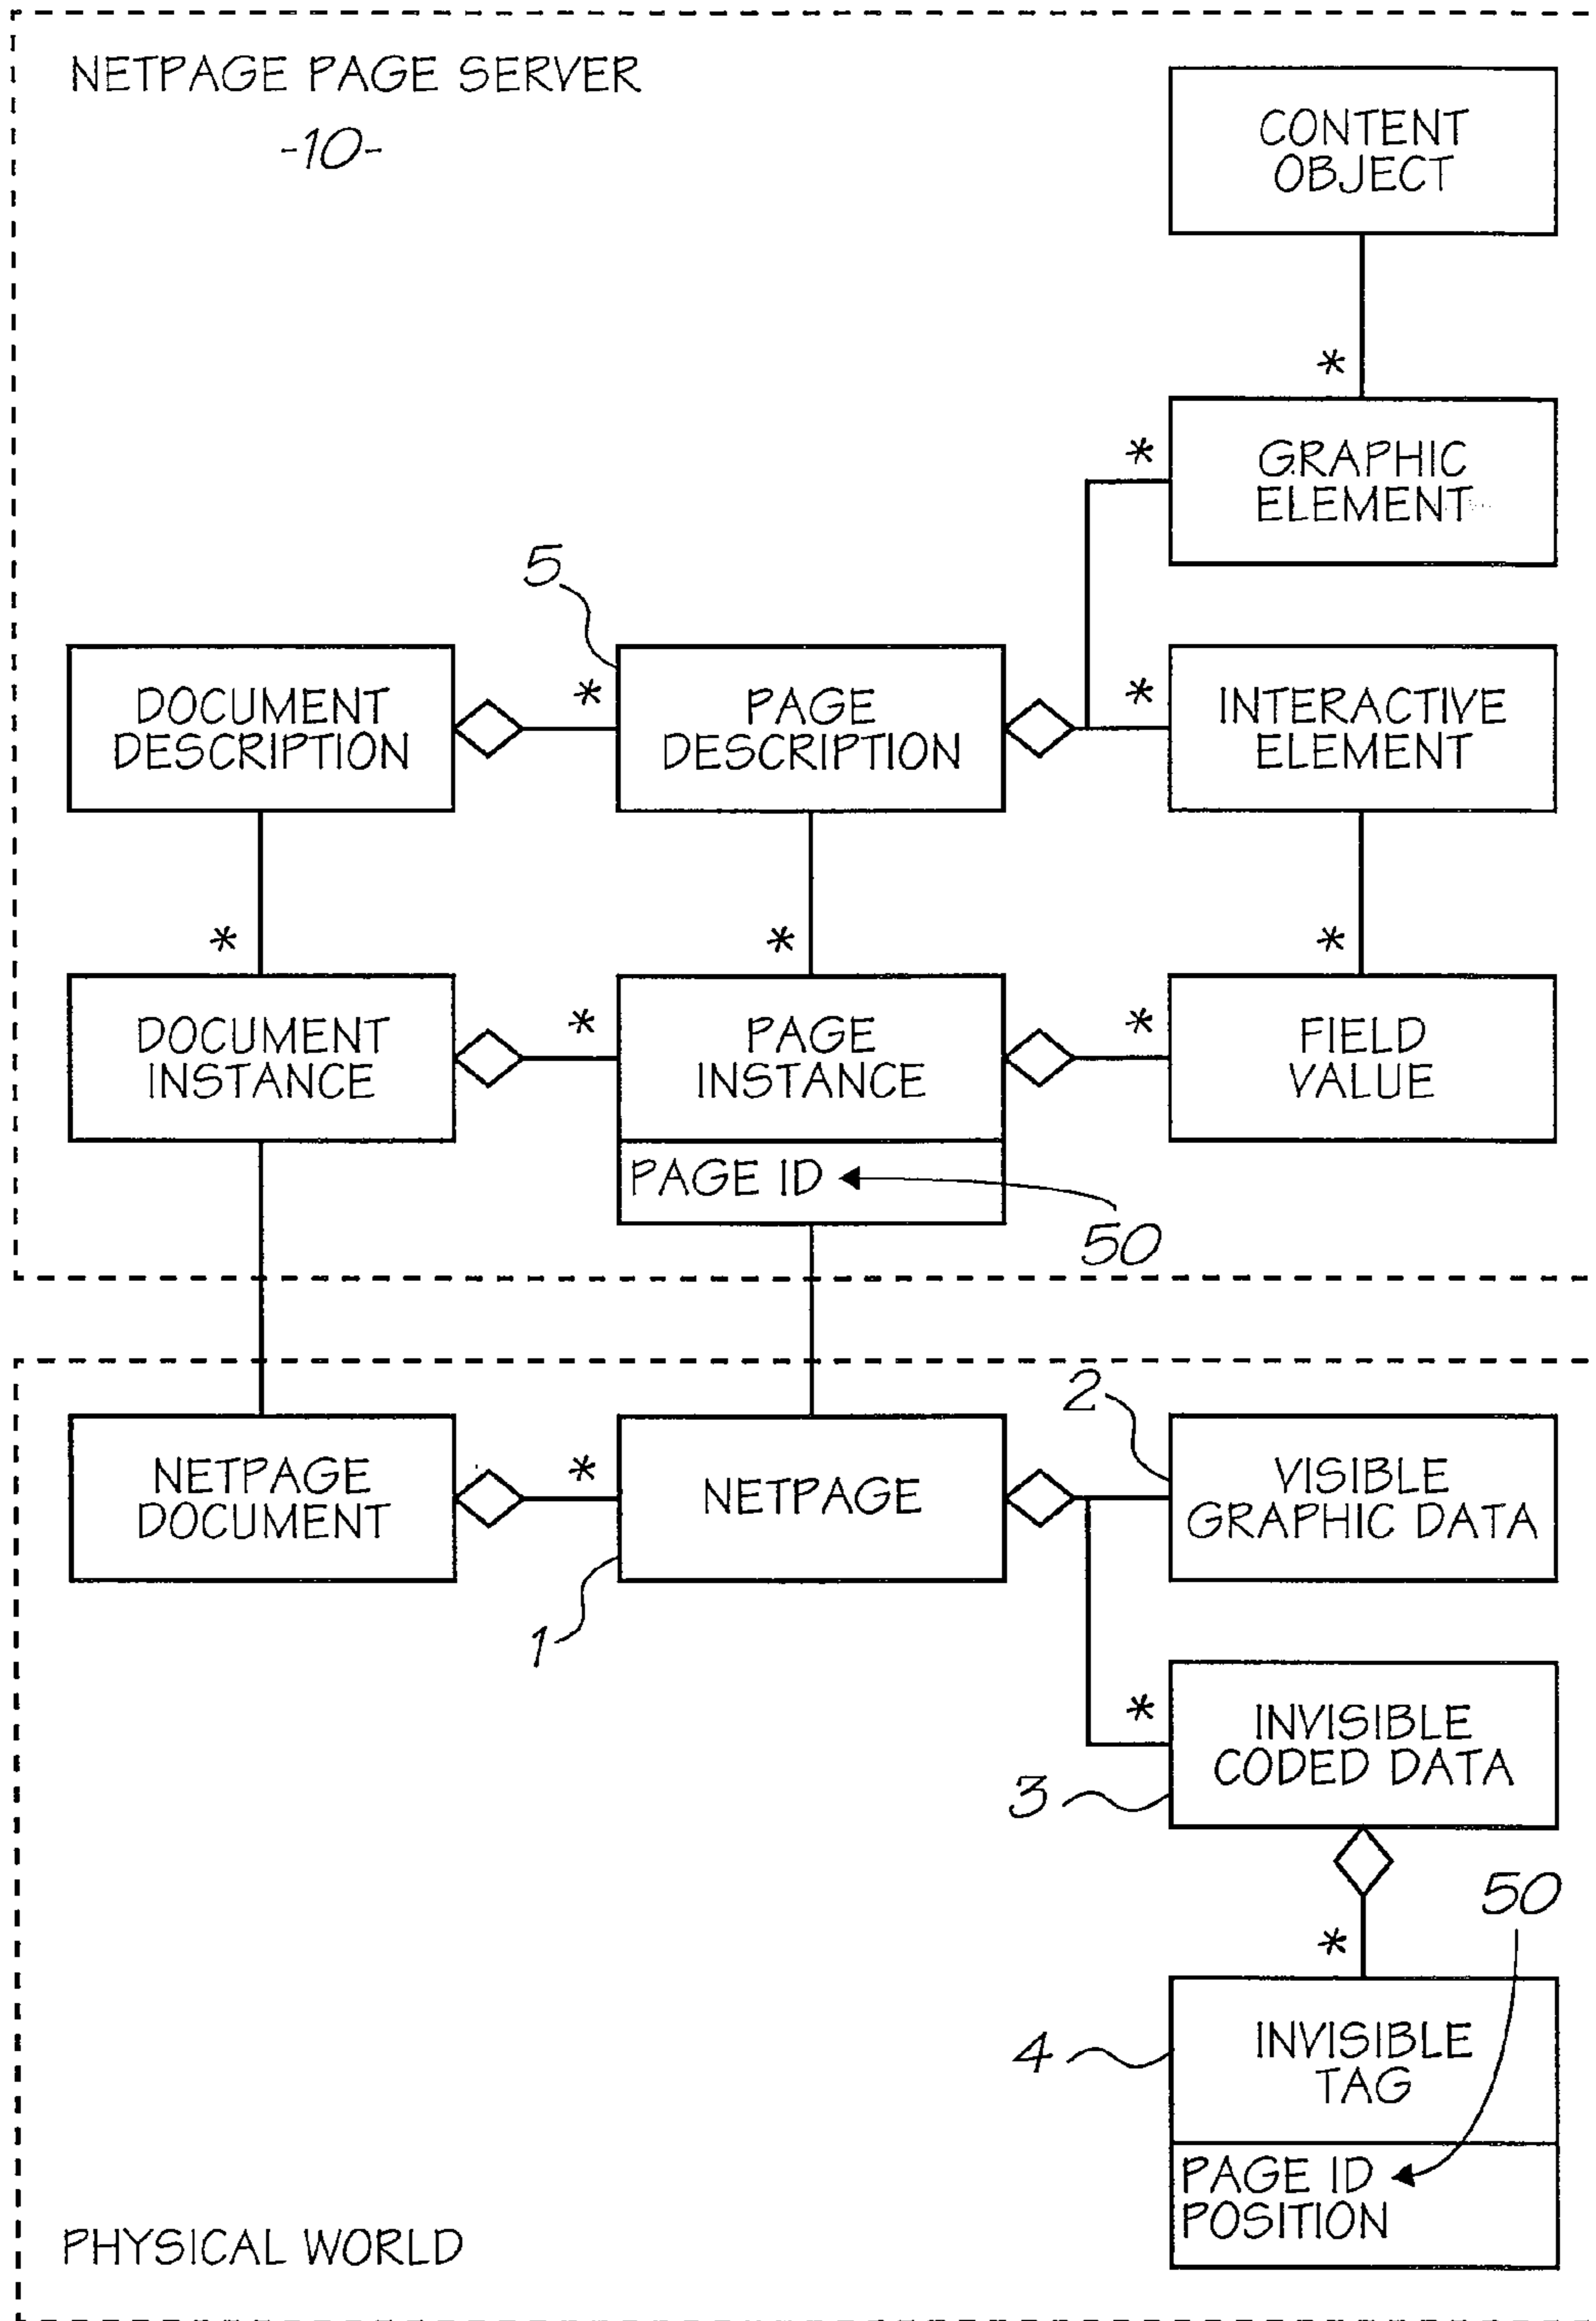 NETPAGE PAGE SERVER
-10-
CONTENT
OBJECT
*
*
GRAPHIC
ELEMENT
5
DOCUMENT
DESCRIPTION
*
PAGE
DESCRIPTION
*
INTERACTIVE
ELEMENT
*
*
*
DOCUMENT
INSTANCE
*
PAGE
INSTANCE
*
FIELD
VALUE
PAGE ID
50
2
NETPAGE
DOCUMENT
*
NETPAGE
VISIBLE
GRAPHIC DATA
1
*
INVISIBLE
CODED DATA
3
50
*
4
INVISIBLE
TAG
PAGE ID
POSITION
PHYSICAL WORLD